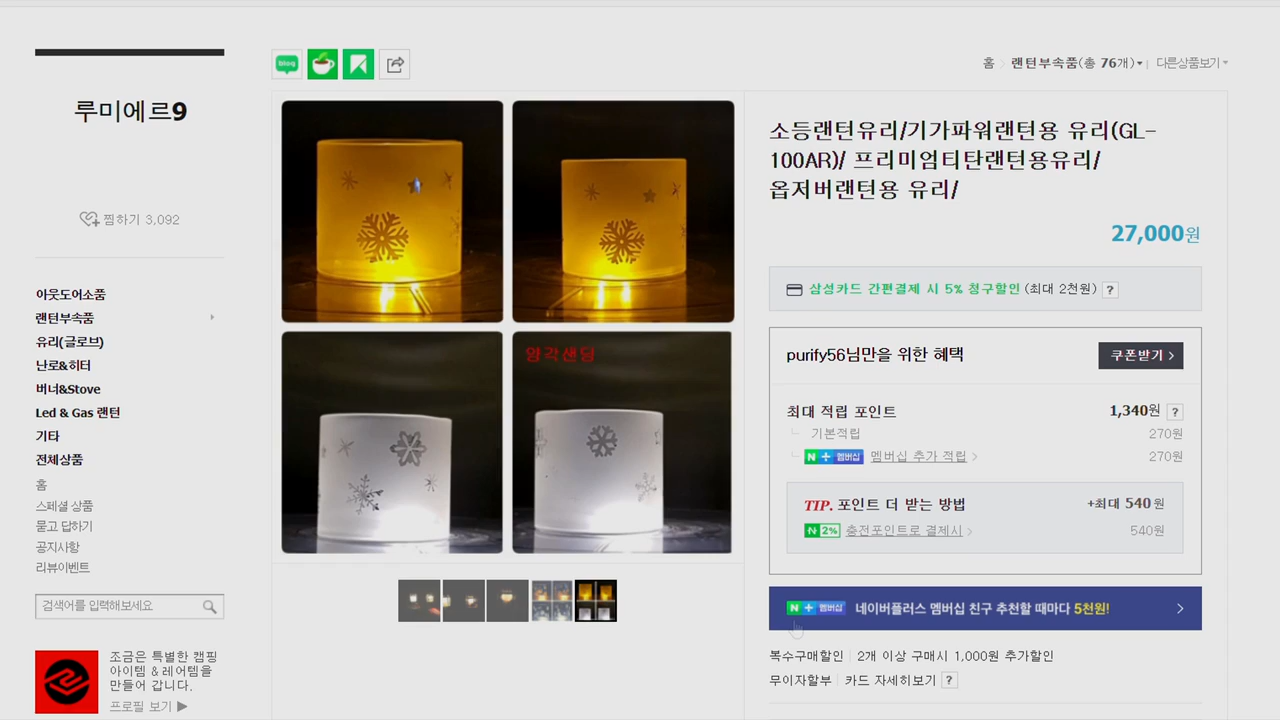 루미에르9
찜하기 3,092
아웃도어소품
랜턴부속품
유리(글로브)
난로&히터
버너&Stove
Led & Gas 랜턴
기타
전체상품
홈
스페셜 상품
묻고 답하기
공지사항
리뷰이벤트
검색어를 입력해보세요
조금은 특별한 캠핑
아이템 & 레어템을
만들어 갑니다.
프로필 보기 ▶
blog
홈 > 랜턴부속품(총 76개) 다른상품보기
양각샌딩
소등랜턴유리/기가파워랜턴용 유리(GL-
100AR)/ 프리미엄티탄랜턴용유리/
옵저버랜턴용 유리/
27,000원
삼성카드 간편결제 시 5% 청구할인 (최대 2천원) ?
purify56님만을 위한 혜택 쿠폰받기 >
최대 적립 포인트 1,340원 ?
기본적립 270원
N + 멤버십 멤버십 추가 적립 > 270원
TIP. 포인트 더 받는 방법 +최대 540원
N 2% 충전포인트로 결제시 > 540원
N + 멤버십 네이버플러스 멤버십 친구 추천할 때마다 5천원! >
복수구매할인 2개 이상 구매시 1,000원 추가할인
무이자할부 카드 자세히보기 ?